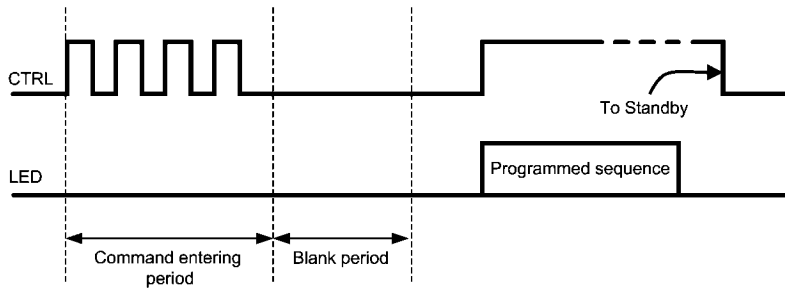 CTRL
To Standby
LED
Programmed sequence
Command entering
period
Blank period